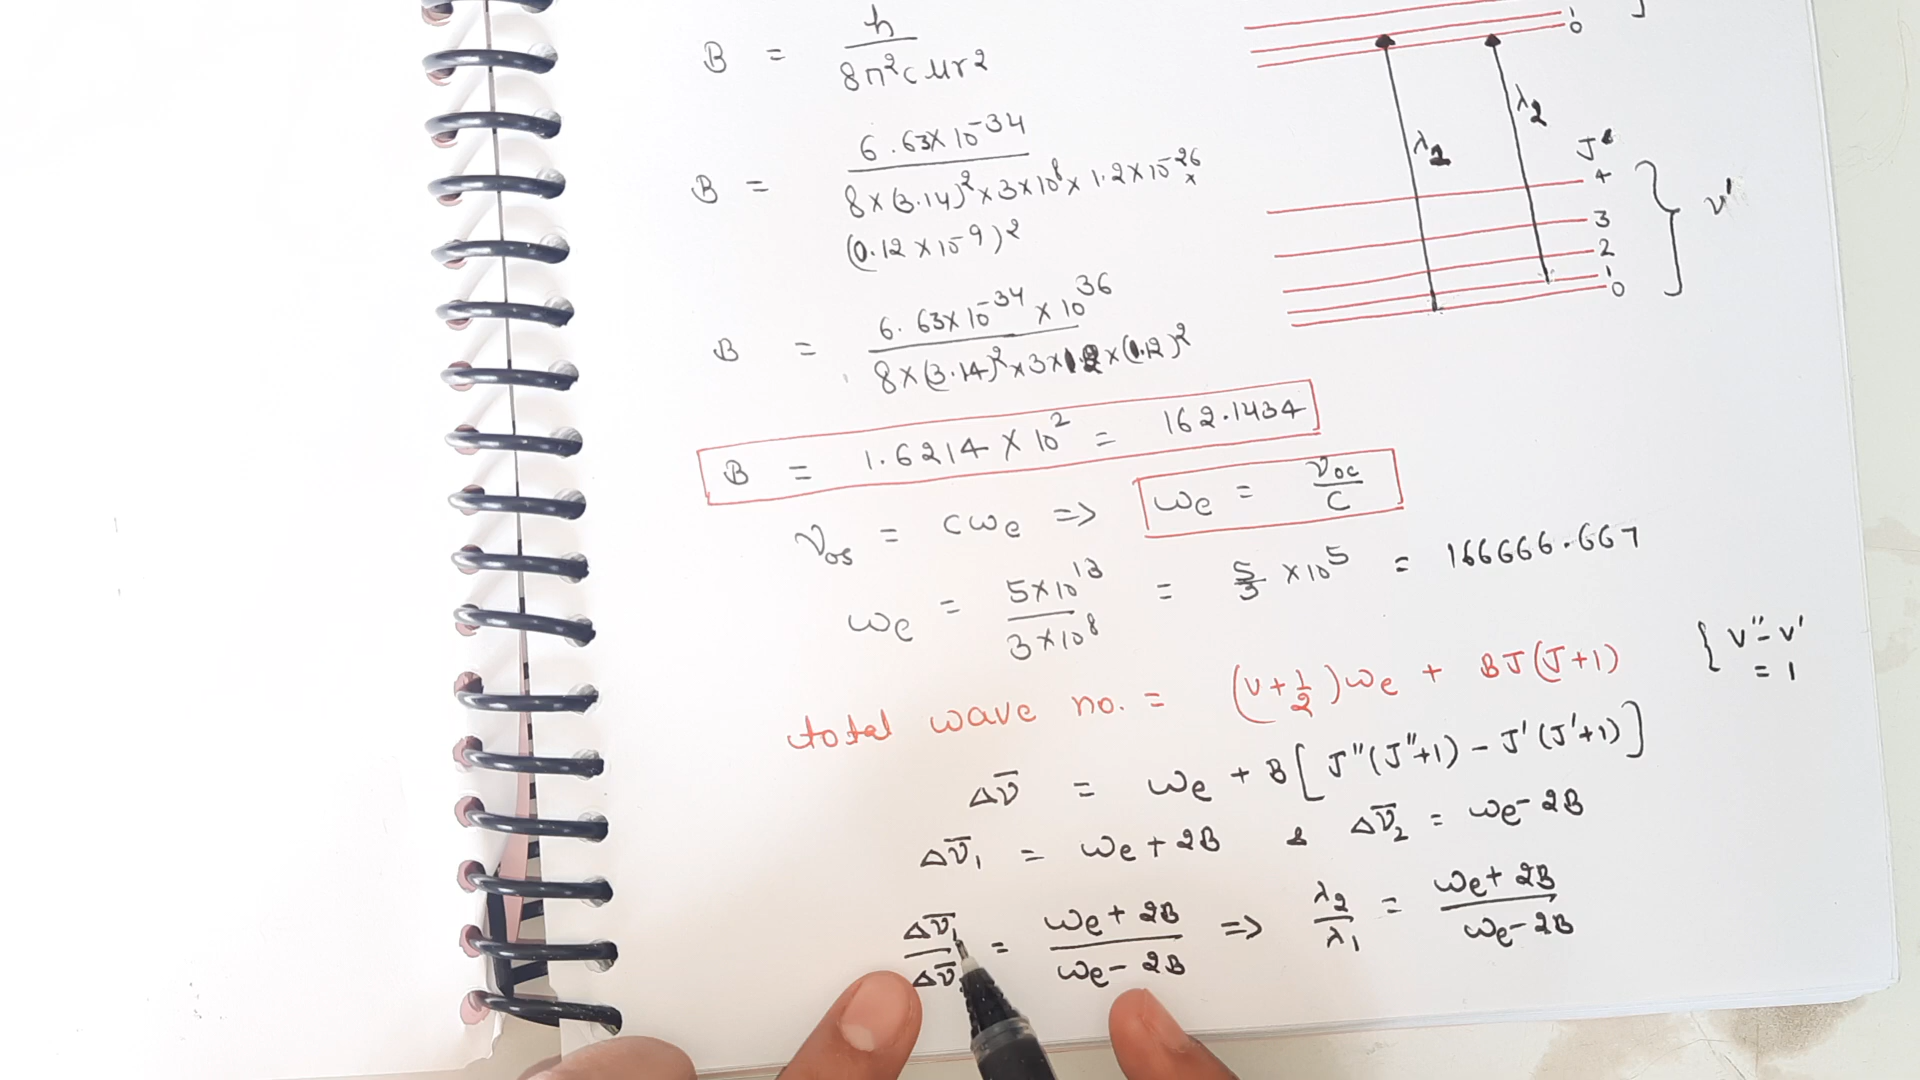 B = h / 8π²cμr²
B = 6.63×10⁻³⁴ / 8×(3.14)²×3×10⁸×1.2×10⁻²⁶×
(0.12×10⁻⁹)²
B = 6.63×10⁻³⁴×10³⁶ / 8×(3.14)²×3×1.2×(0.12)²
B = 1.6214×10² = 162.1434
νos = cωe => ωe = νoc / C
ωe = 5×10¹³ / 3×10⁸ = 5/3 ×10⁵ = 166666.667
total wave no. = (v+1/2)ωe + BJ(J+1)
{ v''-v'
= 1
Δν̄ = ωe + B[J''(J''+1) - J'(J'+1)]
Δν̄₁ = ωe+2B & Δν̄₂ = ωe-2B
Δν̄₁ / Δν̄ = ωe+2B / ωe-2B => λ₂/λ₁ = ωe+2B / ωe-2B
1
0
λ₂
J'
4
3
2
1
0
v'